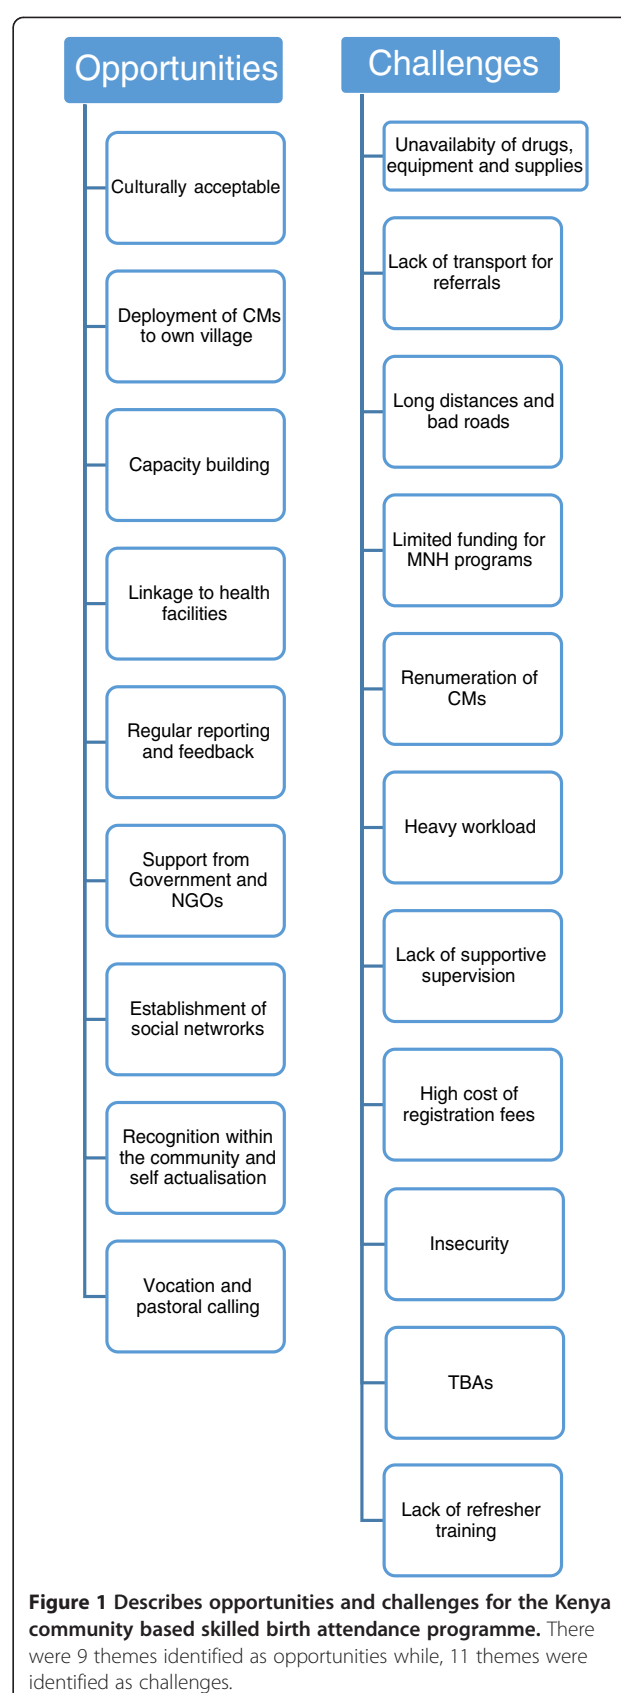 Opportunities
Culturally acceptable
Deployment of CMs
to own village
Capacity building
Linkage to health
facilities
Regular reporting
and feedback
Support from
Government and
NGOs
Establishment of
social networks
Recognition within
the community and
self actualisation
Vocation and
pastoral calling
Challenges
Unavailabity of drugs,
equipment and supplies
Lack of transport for
referrals
Long distances and
bad roads
Limited funding for
MNH programs
Renumeration of
CMs
Heavy workload
Lack of supportive
supervision
High cost of
registration fees
Insecurity
TBAs
Lack of refresher
training
Figure 1 Describes opportunities and challenges for the Kenya
community based skilled birth attendance programme. There
were 9 themes identified as opportunities while, 11 themes were
identified as challenges.